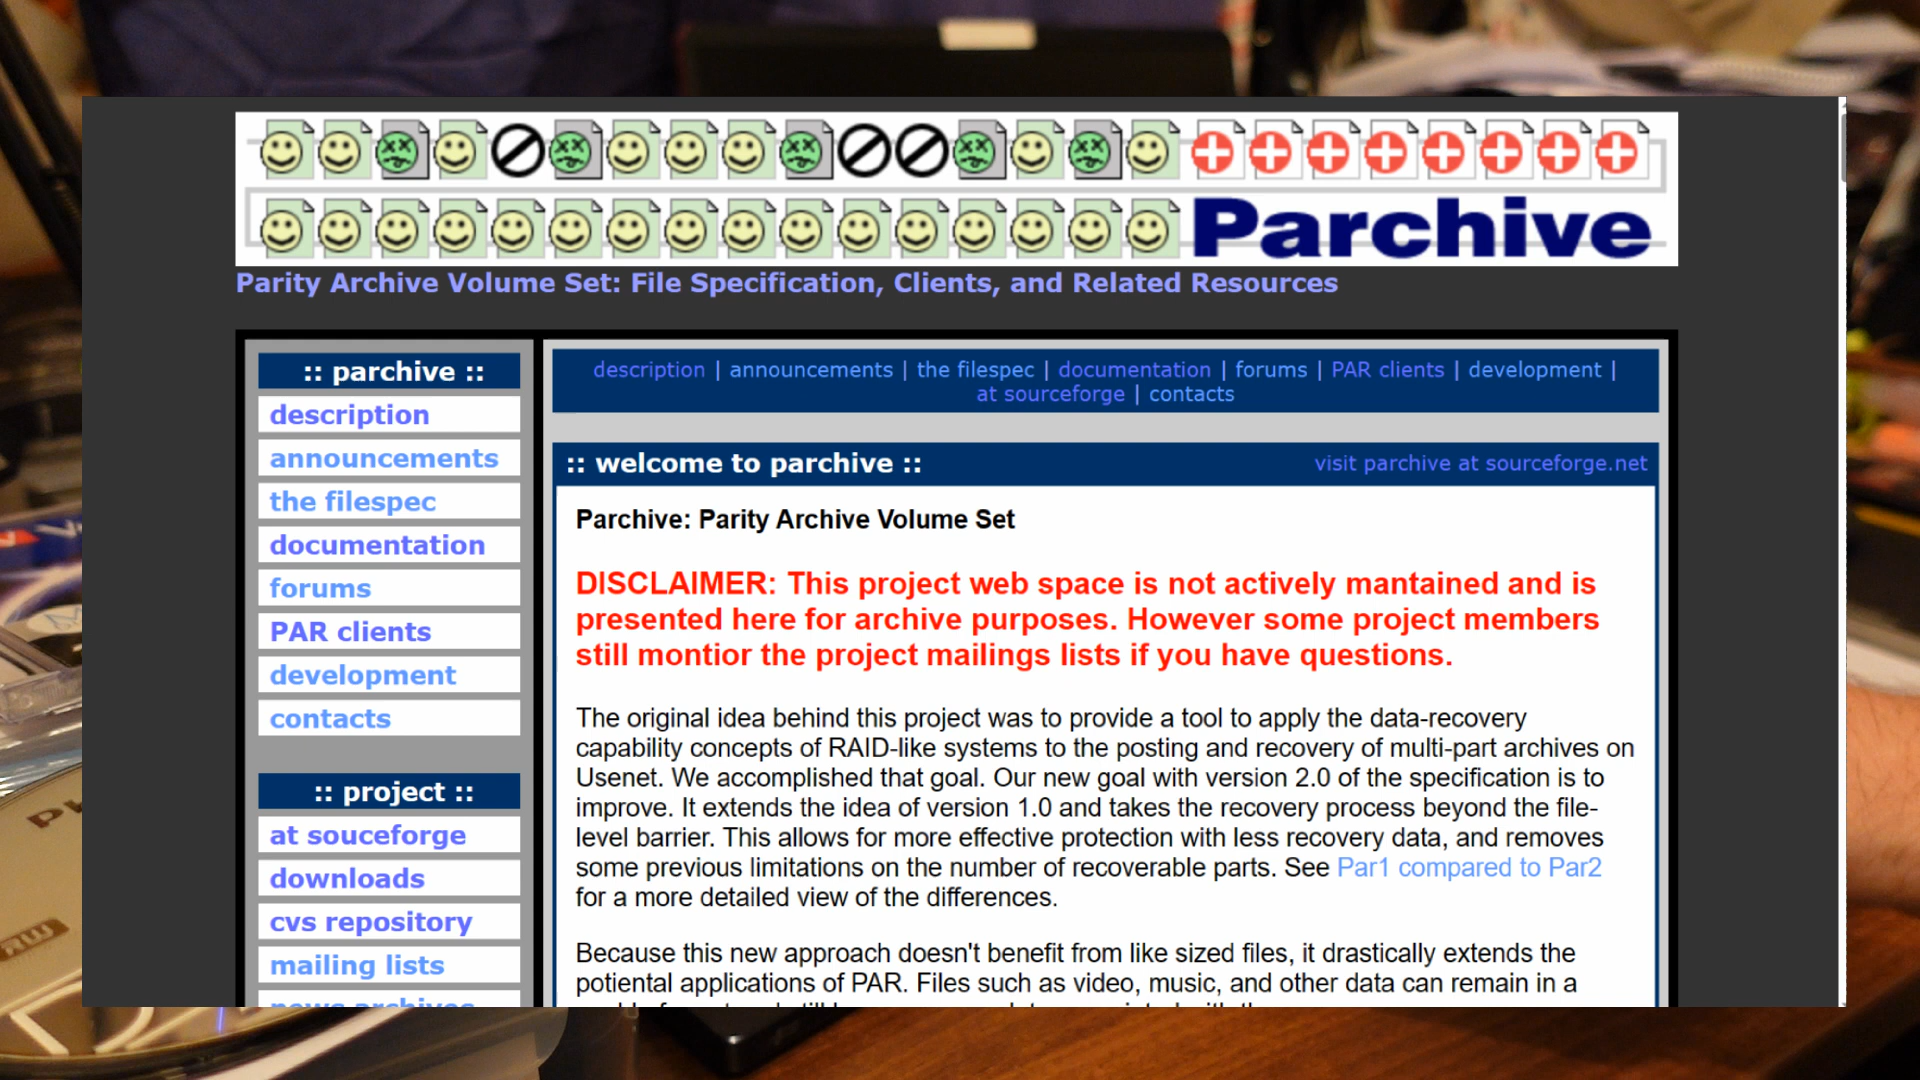 Parchive
Parity Archive Volume Set: File Specification, Clients, and Related Resources
:: parchive ::
description
announcements
the filespec
documentation
forums
PAR clients
development
contacts
:: project ::
at souceforge
downloads
cvs repository
mailing lists
news archives
description | announcements | the filespec | documentation | forums | PAR clients | development |
at sourceforge | contacts
:: welcome to parchive ::
visit parchive at sourceforge.net
Parchive: Parity Archive Volume Set
DISCLAIMER: This project web space is not actively mantained and is
presented here for archive purposes. However some project members
still montior the project mailings lists if you have questions.
The original idea behind this project was to provide a tool to apply the data-recovery
capability concepts of RAID-like systems to the posting and recovery of multi-part archives on
Usenet. We accomplished that goal. Our new goal with version 2.0 of the specification is to
improve. It extends the idea of version 1.0 and takes the recovery process beyond the file-
level barrier. This allows for more effective protection with less recovery data, and removes
some previous limitations on the number of recoverable parts. See Par1 compared to Par2
for a more detailed view of the differences.
Because this new approach doesn't benefit from like sized files, it drastically extends the
potiental applications of PAR. Files such as video, music, and other data can remain in a
RW